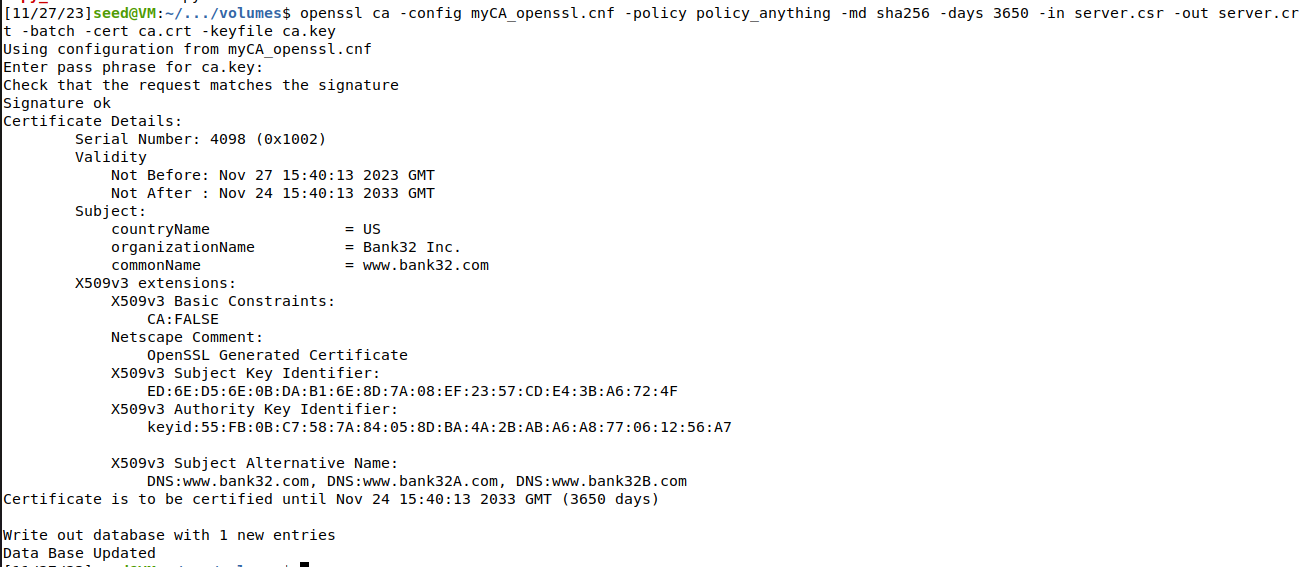 [11/27/23]seed@VM:~/.../volumes$ openssl ca -config myCA_openssl.cnf -policy policy_anything -md sha256 -days 3650 -in server.csr -out server.cr
t -batch -cert ca.crt -keyfile ca.key
Using configuration from myCA_openssl.cnf
Enter pass phrase for ca.key:
Check that the request matches the signature
Signature ok
Certificate Details:
        Serial Number: 4098 (0x1002)
        Validity
            Not Before: Nov 27 15:40:13 2023 GMT
            Not After : Nov 24 15:40:13 2033 GMT
        Subject:
            countryName               = US
            organizationName          = Bank32 Inc.
            commonName                = www.bank32.com
        X509v3 extensions:
            X509v3 Basic Constraints:
                CA:FALSE
            Netscape Comment:
                OpenSSL Generated Certificate
            X509v3 Subject Key Identifier:
                ED:6E:D5:6E:0B:DA:B1:6E:8D:7A:08:EF:23:57:CD:E4:3B:A6:72:4F
            X509v3 Authority Key Identifier:
                keyid:55:FB:0B:C7:58:7A:84:05:8D:BA:4A:2B:AB:A6:A8:77:06:12:56:A7

            X509v3 Subject Alternative Name:
                DNS:www.bank32.com, DNS:www.bank32A.com, DNS:www.bank32B.com
Certificate is to be certified until Nov 24 15:40:13 2033 GMT (3650 days)

Write out database with 1 new entries
Data Base Updated